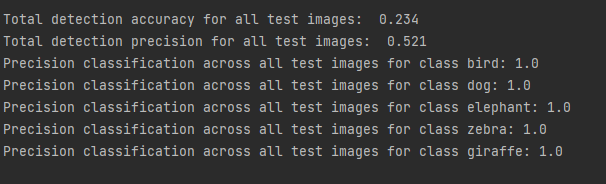 Total detection accuracy for all test images:  0.234
Total detection precision for all test images:  0.521
Precision classification across all test images for class bird: 1.0
Precision classification across all test images for class dog: 1.0
Precision classification across all test images for class elephant: 1.0
Precision classification across all test images for class zebra: 1.0
Precision classification across all test images for class giraffe: 1.0